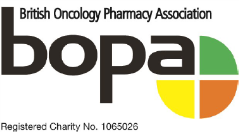 British Oncology Pharmacy Association
bopa
Registered Charity No. 1065026